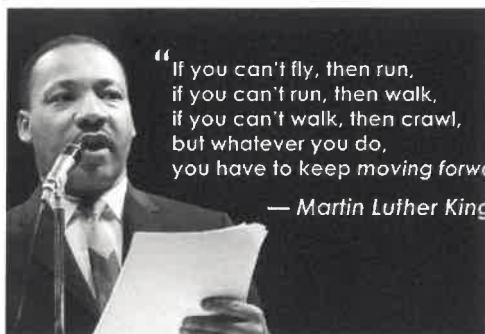 “If you can't fly, then run,
if you can't run, then walk,
if you can't walk, then crawl,
but whatever you do,
you have to keep moving forw
— Martin Luther King